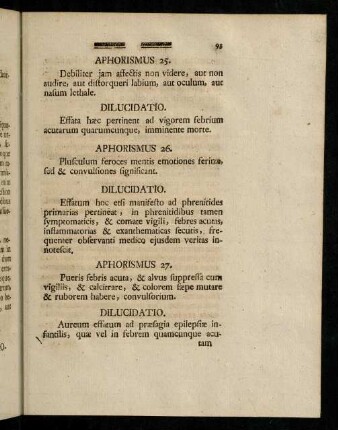 93
APHORISMUS 25.
Debiliter jam affectis non videre, aut non
audire, aut distorqueri labium, aut oculum, aut
nasum lethale.
DILUCIDATIO.
Effata hæc pertinent ad vigorem febrium
acutarum quarumcunque, imminente morte.
APHORISMUS 26.
Plusculum feroces mentis emotiones ferinæ,
sed & convulsiones significant.
DILUCIDATIO.
Effatum hoc etsi manifesto ad phrenitides
primarias pertineat, in phrenitidibus tamen
symptomaticis, & comate vigili, febres acutas,
inflammatorias & exanthematicas secutis, fre-
quenter observanti medico ejusdem veritas in-
notescit.
APHORISMUS 27.
Pueris febris acuta, & alvus suppressa cum
vigiliis, & calcitrare, & colorem sæpe mutare
& ruborem habere, convulsorium.
DILUCIDATIO.
Aureum effatum ad præsagia epilepsiæ in-
fantilis, quæ vel in febrem quamcunque acu-
tam